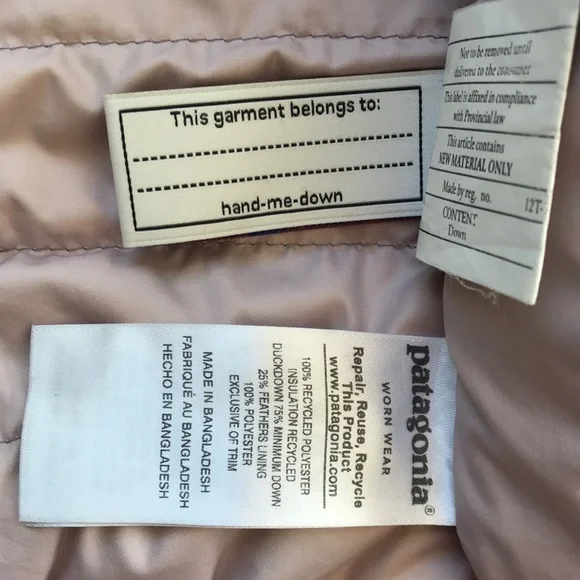 This garment belongs to:
hand-me-down
Not to be removed until
delivered to the consumer
This label is affixed in compliance
with Provincial law
This article contains
NEW MATERIAL ONLY
Made by reg. no.
12T-
CONTENT
Down
patagonia®
WORN WEAR
Repair, Reuse, Recycle
This Product
www.patagonia.com
100% RECYCLED POLYESTER
INSULATION RECYCLED
DUCKDOWN 75% MINIMUM DOWN
25% FEATHERS LINING
100% POLYESTER
EXCLUSIVE OF TRIM
MADE IN BANGLADESH
FABRIQUÉ AU BANGLADESH
HECHO EN BANGLADESH